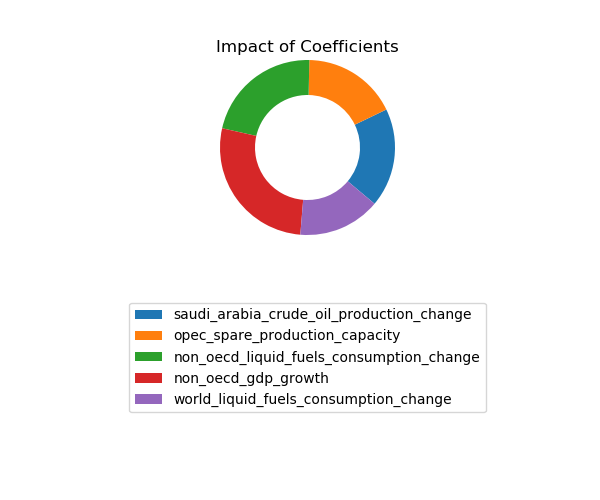 Impact of Coefficients
saudi_arabia_crude_oil_production_change
opec_spare_production_capacity
non_oecd_liquid_fuels_consumption_change
non_oecd_gdp_growth
world_liquid_fuels_consumption_change